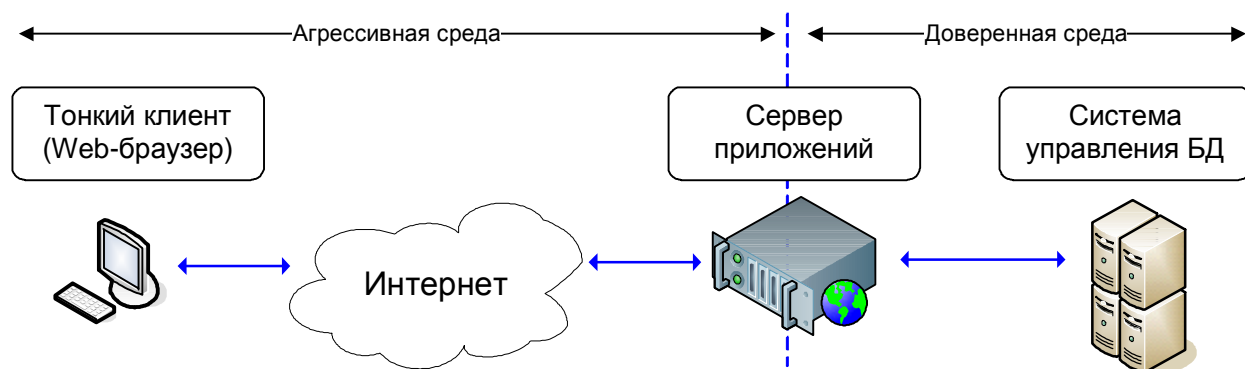 Агрессивная среда
Доверенная среда
Тонкий клиент
(Web-браузер)
Сервер
приложений
Система
управления БД
Интернет